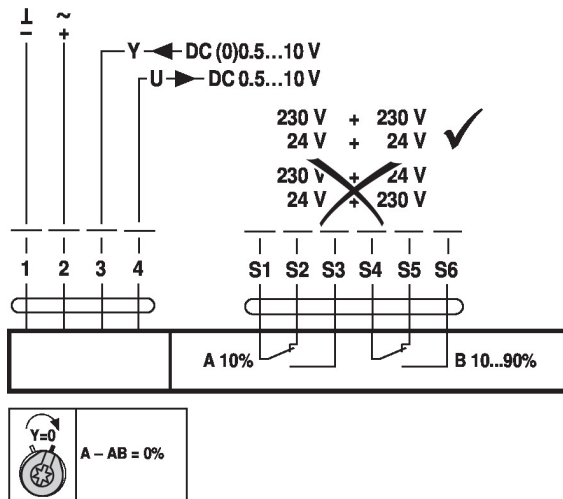 ⊥ ~
– +
Y ◄ DC (0)0.5...10 V
U ► DC 0.5...10 V
230 V + 230 V
24 V + 24 V
230 V + 24 V
24 V + 230 V
1 2 3 4 S1 S2 S3 S4 S5 S6
A 10% B 10...90%
Y=0
A – AB = 0%